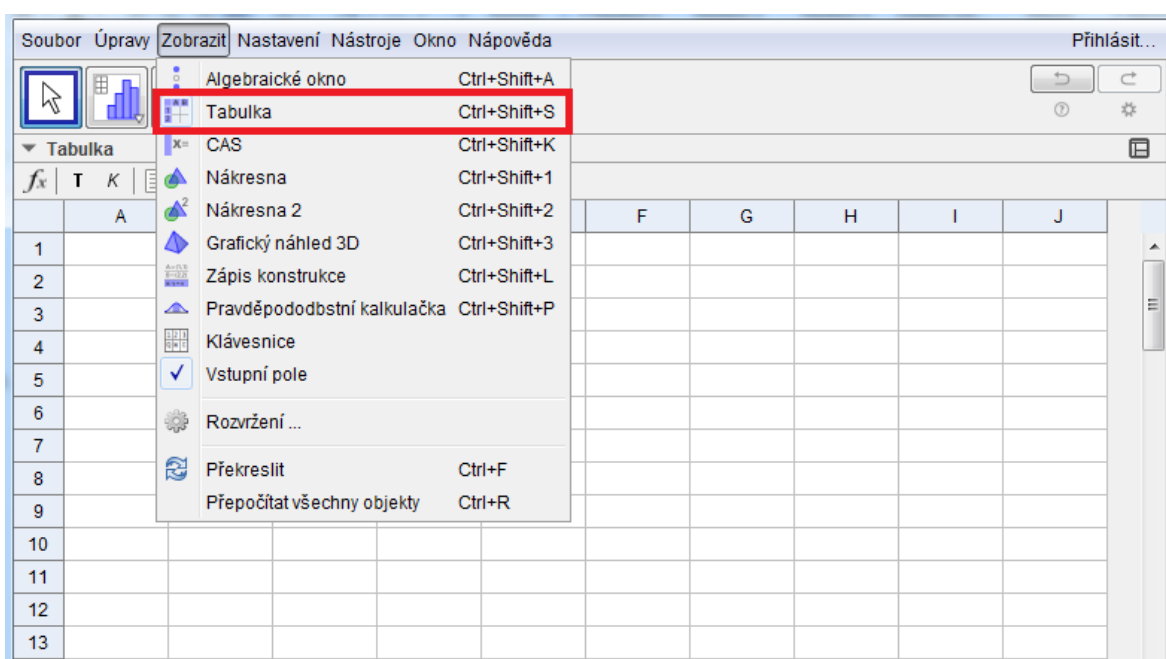 Soubor Úpravy Zobrazit Nastavení Nástroje Okno Nápověda Přihlásit...
Algebraické okno Ctrl+Shift+A
Tabulka Ctrl+Shift+S
CAS Ctrl+Shift+K
Tabulka
Nákresna Ctrl+Shift+1
fx T K
Nákresna 2 Ctrl+Shift+2
A F G H I J
Grafický náhled 3D Ctrl+Shift+3
1
Zápis konstrukce Ctrl+Shift+L
2
Pravděpododbstní kalkulačka Ctrl+Shift+P
3
Klávesnice
4
Vstupní pole
5
6
Rozvržení ...
7
Překreslit Ctrl+F
8
Přepočítat všechny objekty Ctrl+R
9
10
11
12
13